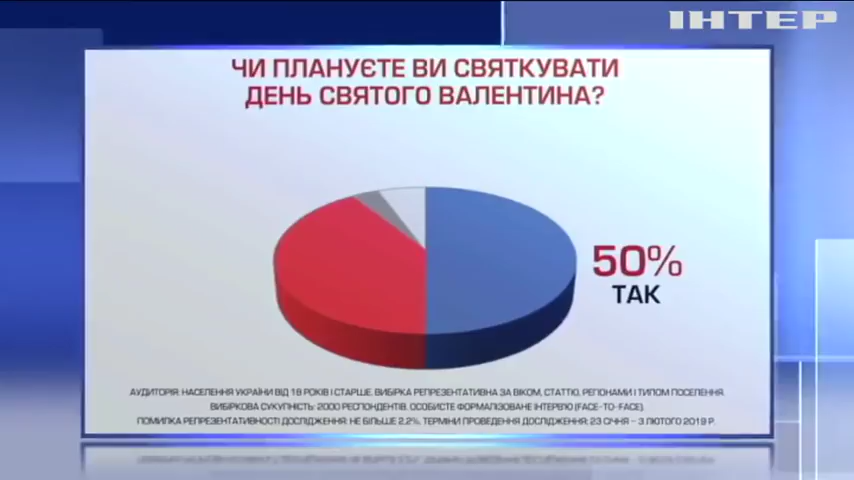 ІНТЕР
ЧИ ПЛАНУЄТЕ ВИ СВЯТКУВАТИ
ДЕНЬ СВЯТОГО ВАЛЕНТИНА?
50%
ТАК
АУДИТОРІЯ: НАСЕЛЕННЯ УКРАЇНИ ВІД 18 РОКІВ І СТАРШЕ. ВИБІРКА РЕПРЕЗЕНТАТИВНА ЗА ВІКОМ, СТАТТЮ, РЕГІОНАМИ І ТИПОМ ПОСЕЛЕННЯ.
ВИБІРКОВА СУКУПНІСТЬ: 2000 РЕСПОНДЕНТІВ. ОСОБИСТЕ ФОРМАЛІЗОВАНЕ ІНТЕРВ'Ю (FACE-TO-FACE).
ПОМИЛКА РЕПРЕЗЕНТАТИВНОСТІ ДОСЛІДЖЕННЯ: НЕ БІЛЬШЕ 2.2%. ТЕРМІНИ ПРОВЕДЕННЯ ДОСЛІДЖЕННЯ: 23 СІЧНЯ – 3 ЛЮТОГО 2019 Р.